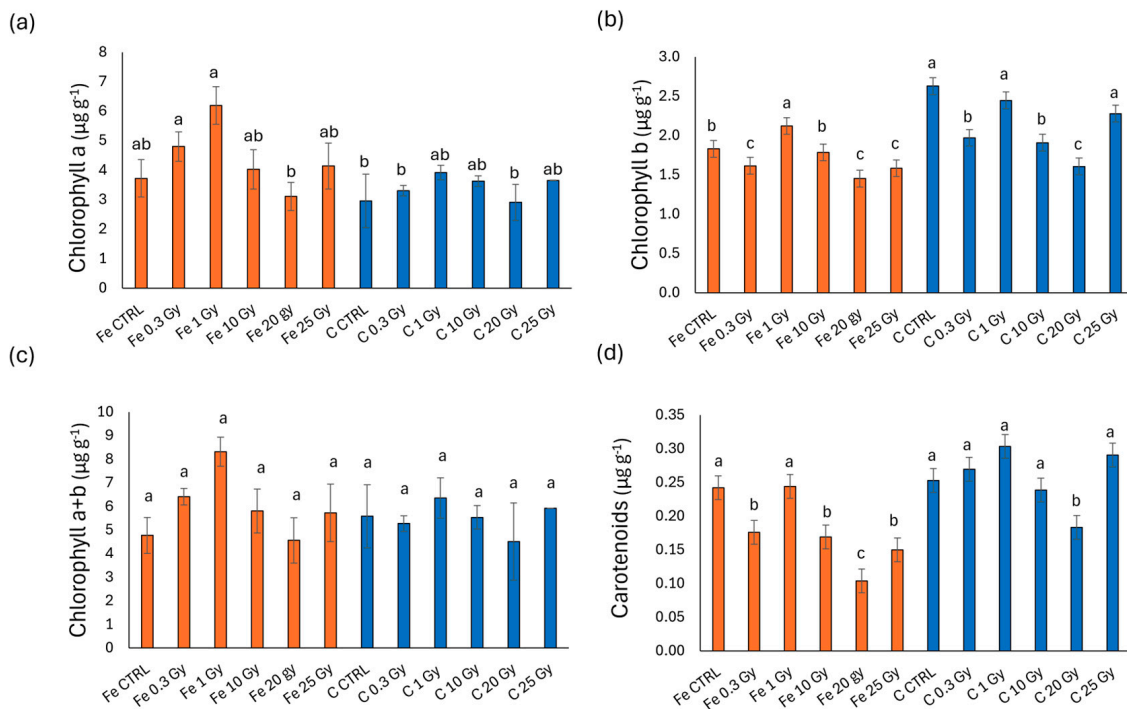 (a)
Chlorophyll a (µg g⁻¹)
8
7
6
5
4
3
2
1
0
ab
a
a
ab
b
ab
b
b
ab
ab
ab
ab
Fe CTRL
Fe 0.3 Gy
Fe 1 Gy
Fe 10 Gy
Fe 20 gy
Fe 25 Gy
C CTRL
C 0.3 Gy
C 1 Gy
C 10 Gy
C 20 Gy
C 25 Gy
(b)
Chlorophyll b (µg g⁻¹)
3.0
2.5
2.0
1.5
1.0
0.5
0.0
b
c
a
b
c
c
a
b
a
b
c
a
Fe CTRL
Fe 0.3 Gy
Fe 1 Gy
Fe 10 Gy
Fe 20 gy
Fe 25 Gy
C CTRL
C 0.3 Gy
C 1 Gy
C 10 Gy
C 20 Gy
C 25 Gy
(c)
Chlorophyll a+b (µg g⁻¹)
10
9
8
7
6
5
4
3
2
1
0
a
a
a
a
a
a
a
a
a
a
a
a
Fe CTRL
Fe 0.3 Gy
Fe 1 Gy
Fe 10 Gy
Fe 20 gy
Fe 25 Gy
C CTRL
C 0.3 Gy
C 1 Gy
C 10 Gy
C 20 Gy
C 25 Gy
(d)
Carotenoids (µg g⁻¹)
0.35
0.30
0.25
0.20
0.15
0.10
0.05
0.00
a
b
a
b
c
b
a
a
a
a
b
a
Fe CTRL
Fe 0.3 Gy
Fe 1 Gy
Fe 10 Gy
Fe 20 gy
Fe 25 Gy
C CTRL
C 0.3 Gy
C 1 Gy
C 10 Gy
C 20 Gy
C 25 Gy